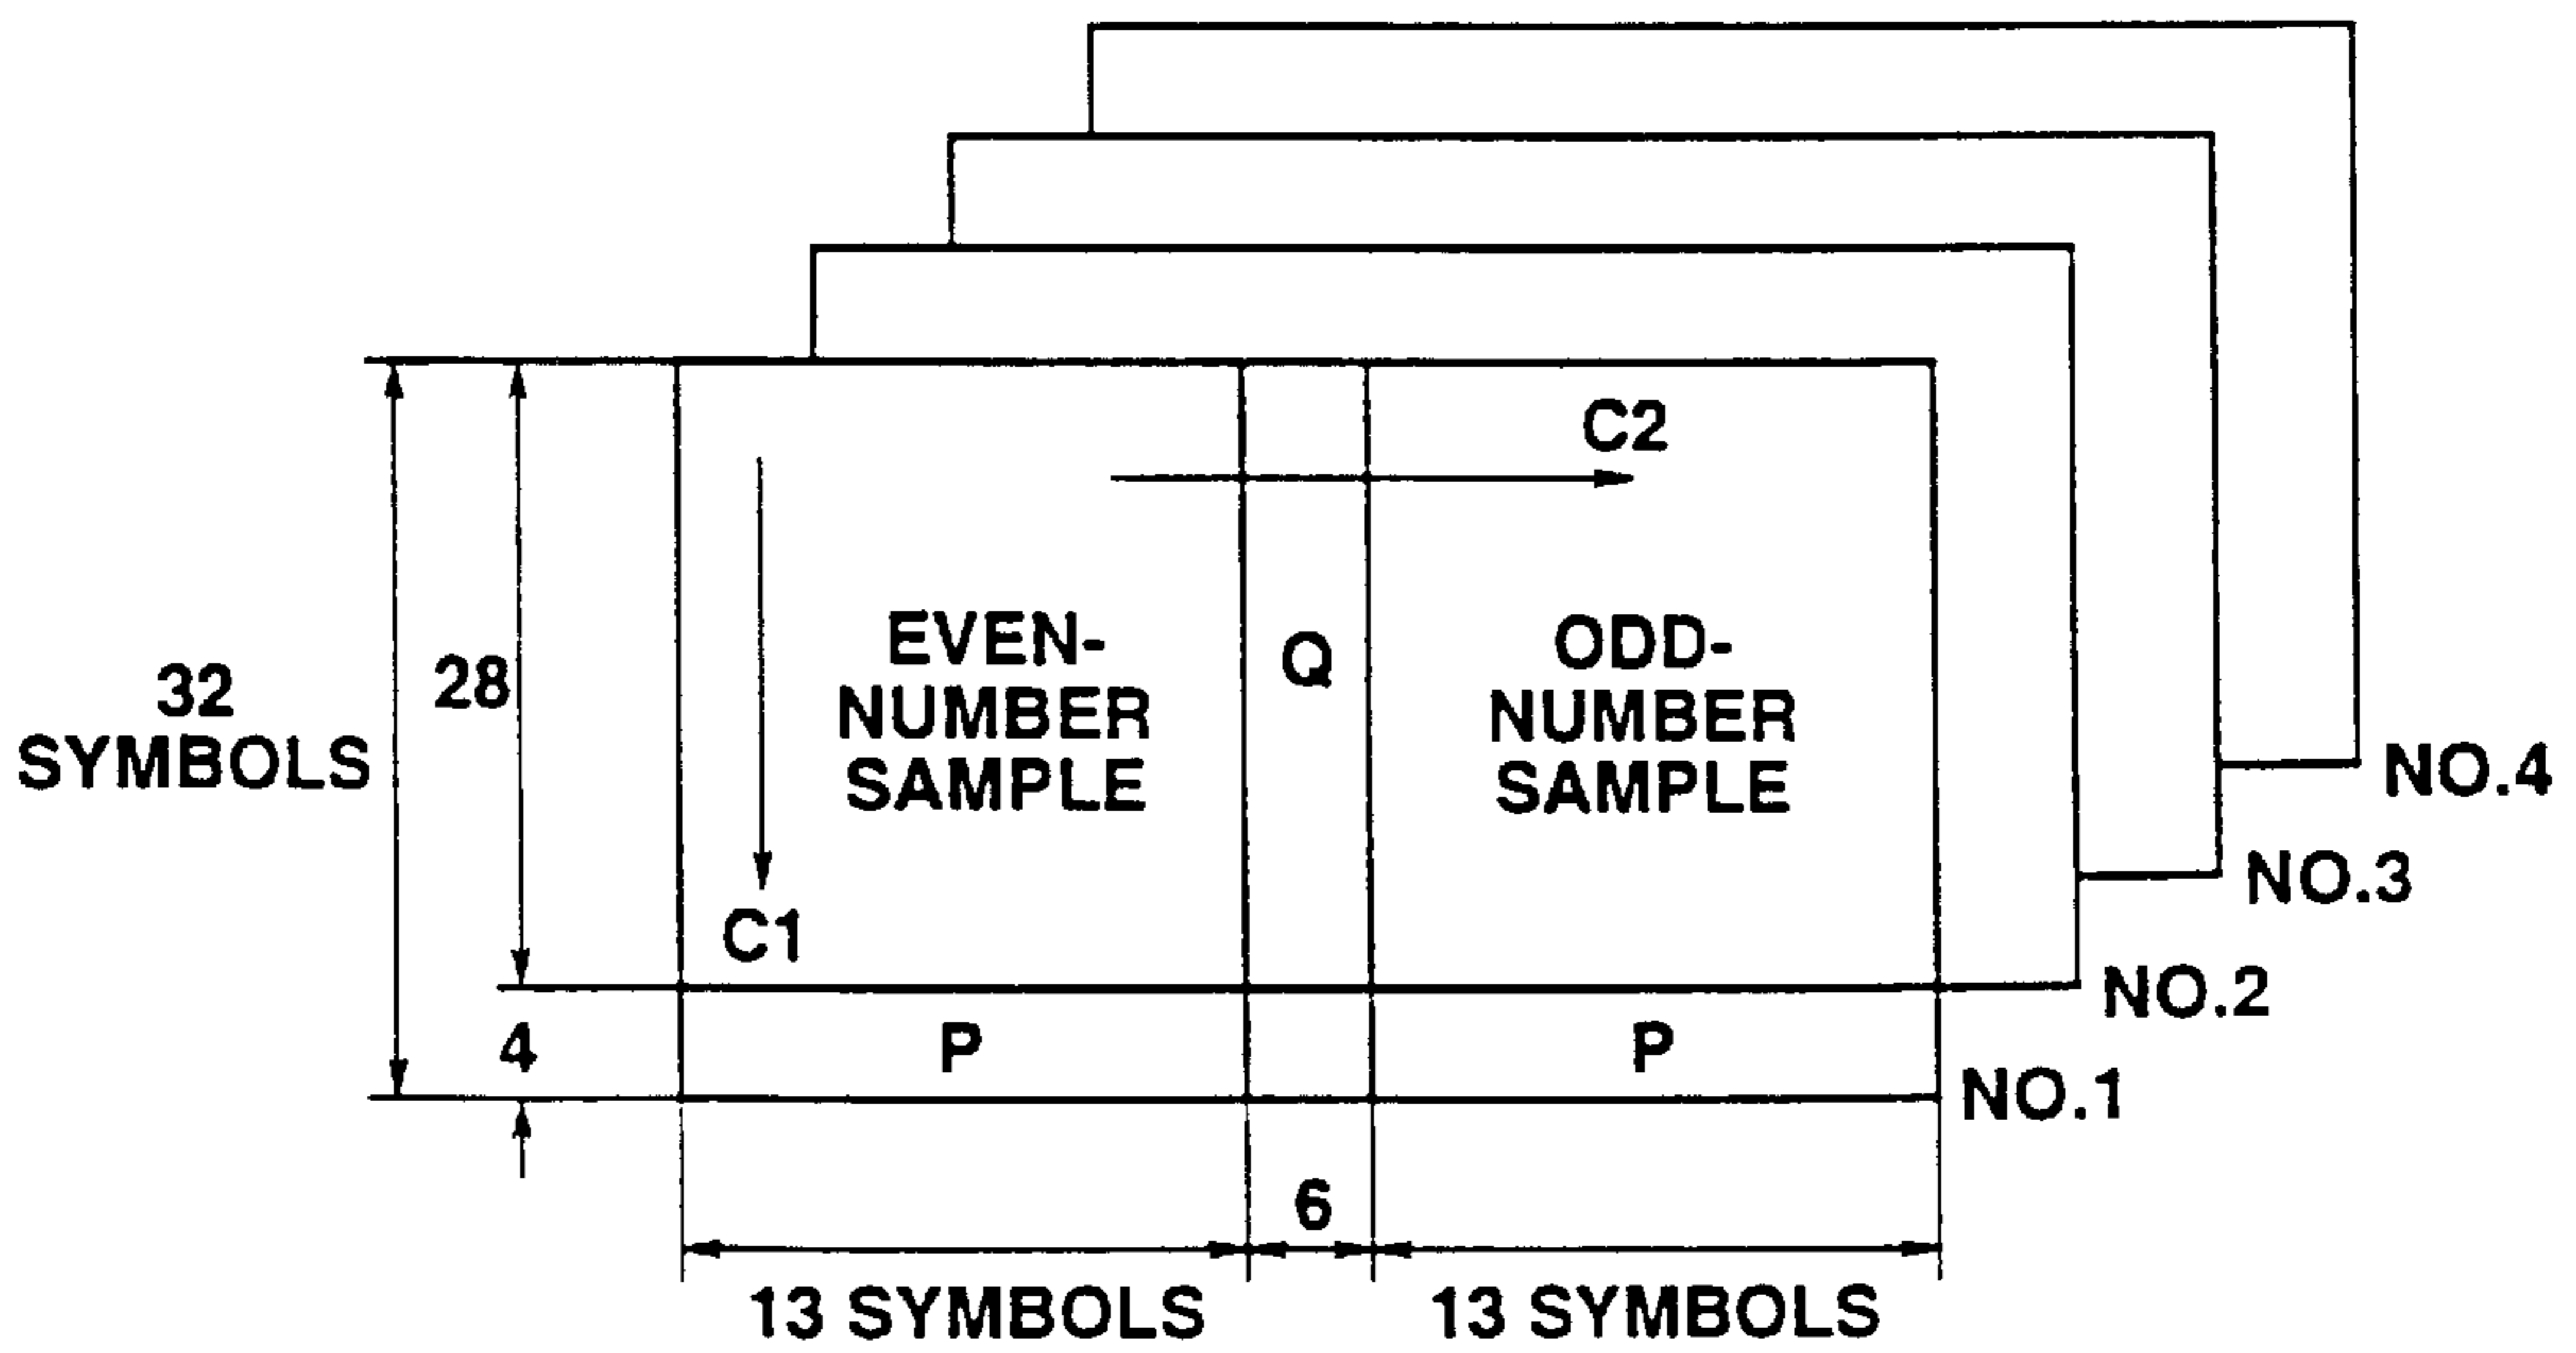 C2
EVEN-
NUMBER
SAMPLE
Q
ODD-
NUMBER
SAMPLE
32
SYMBOLS
28
C1
4
P
P
NO.4
NO.3
NO.2
NO.1
6
13 SYMBOLS
13 SYMBOLS